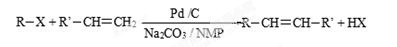 R–X + R'–CH=CH₂ —Pd /C / Na₂CO₃ / NMP→ R–CH=CH–R' + HX